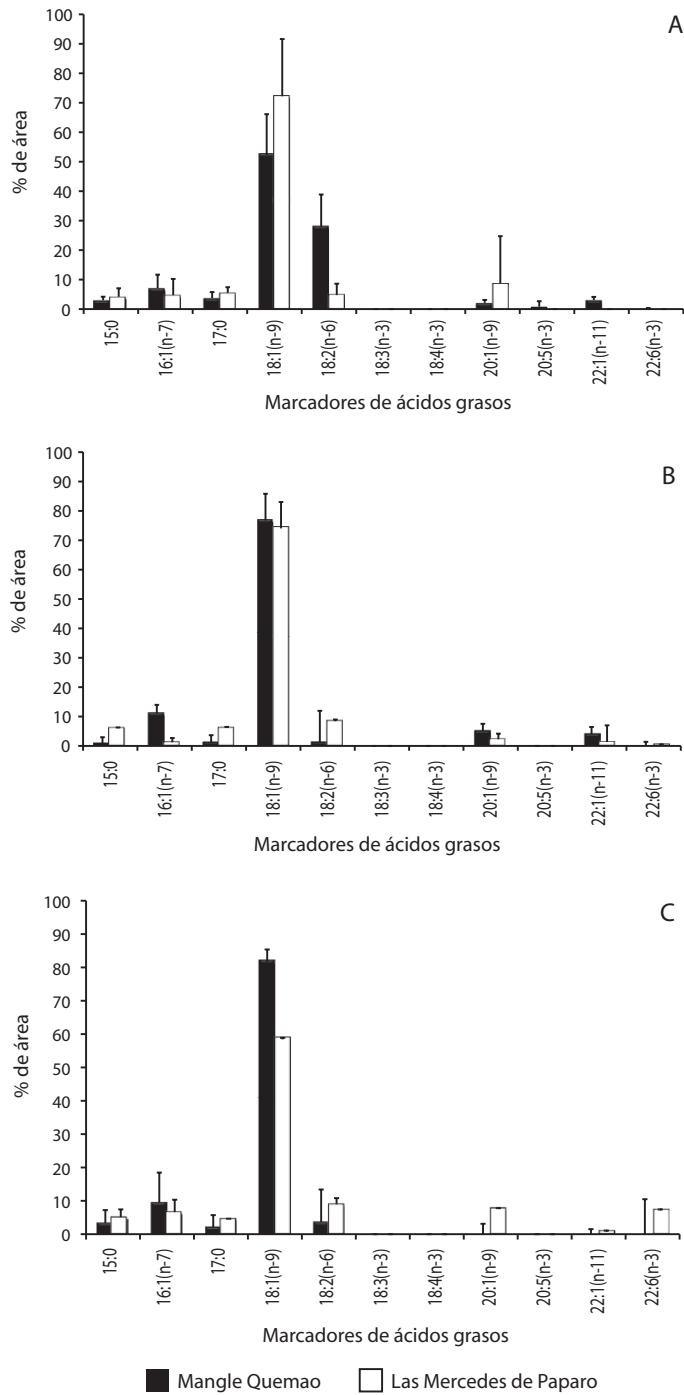 A
100
90
80
70
60
50
40
30
20
10
0
% de área
15:0
16:1(n-7)
17:0
18:1(n-9)
18:2(n-6)
18:3(n-3)
18:4(n-3)
20:1(n-9)
20:5(n-3)
22:1(n-11)
22:6(n-3)
Marcadores de ácidos grasos
B
100
90
80
70
60
50
40
30
20
10
0
% de área
15:0
16:1(n-7)
17:0
18:1(n-9)
18:2(n-6)
18:3(n-3)
18:4(n-3)
20:1(n-9)
20:5(n-3)
22:1(n-11)
22:6(n-3)
Marcadores de ácidos grasos
C
100
90
80
70
60
50
40
30
20
10
0
% de área
15:0
16:1(n-7)
17:0
18:1(n-9)
18:2(n-6)
18:3(n-3)
18:4(n-3)
20:1(n-9)
20:5(n-3)
22:1(n-11)
22:6(n-3)
Marcadores de ácidos grasos
Mangle Quemao Las Mercedes de Paparo